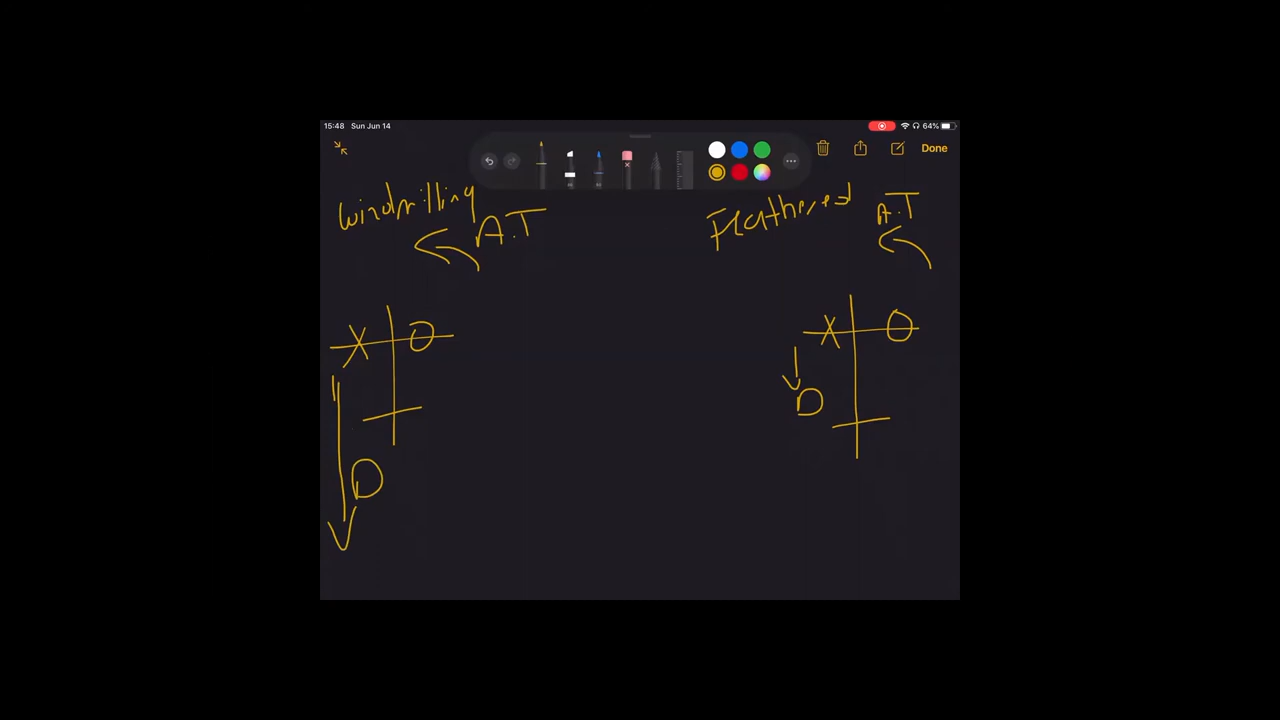 15:48 Sun Jun 14
64%
Done
Windmilling
A.T
Feathered
A.T
X O
X O
D
D